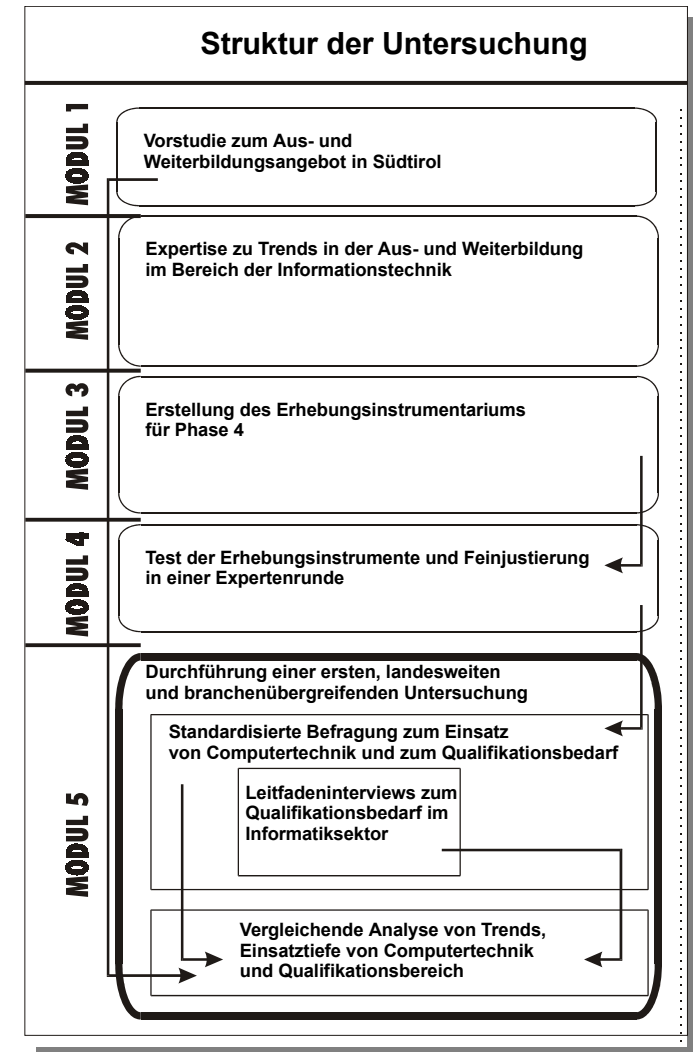 Struktur der Untersuchung
MODUL 1
Vorstudie zum Aus- und
Weiterbildungsangebot in Südtirol
MODUL 2
Expertise zu Trends in der Aus- und Weiterbildung
im Bereich der Informationstechnik
MODUL 3
Erstellung des Erhebungsinstrumentariums
für Phase 4
MODUL 4
Test der Erhebungsinstrumente und Feinjustierung
in einer Expertenrunde
MODUL 5
Durchführung einer ersten, landesweiten
und branchenübergreifenden Untersuchung
Standardisierte Befragung zum Einsatz
von Computertechnik und zum Qualifikationsbedarf
Leitfadeninterviews zum
Qualifikationsbedarf im
Informatiksektor
Vergleichende Analyse von Trends,
Einsatztiefe von Computertechnik
und Qualifikationsbereich